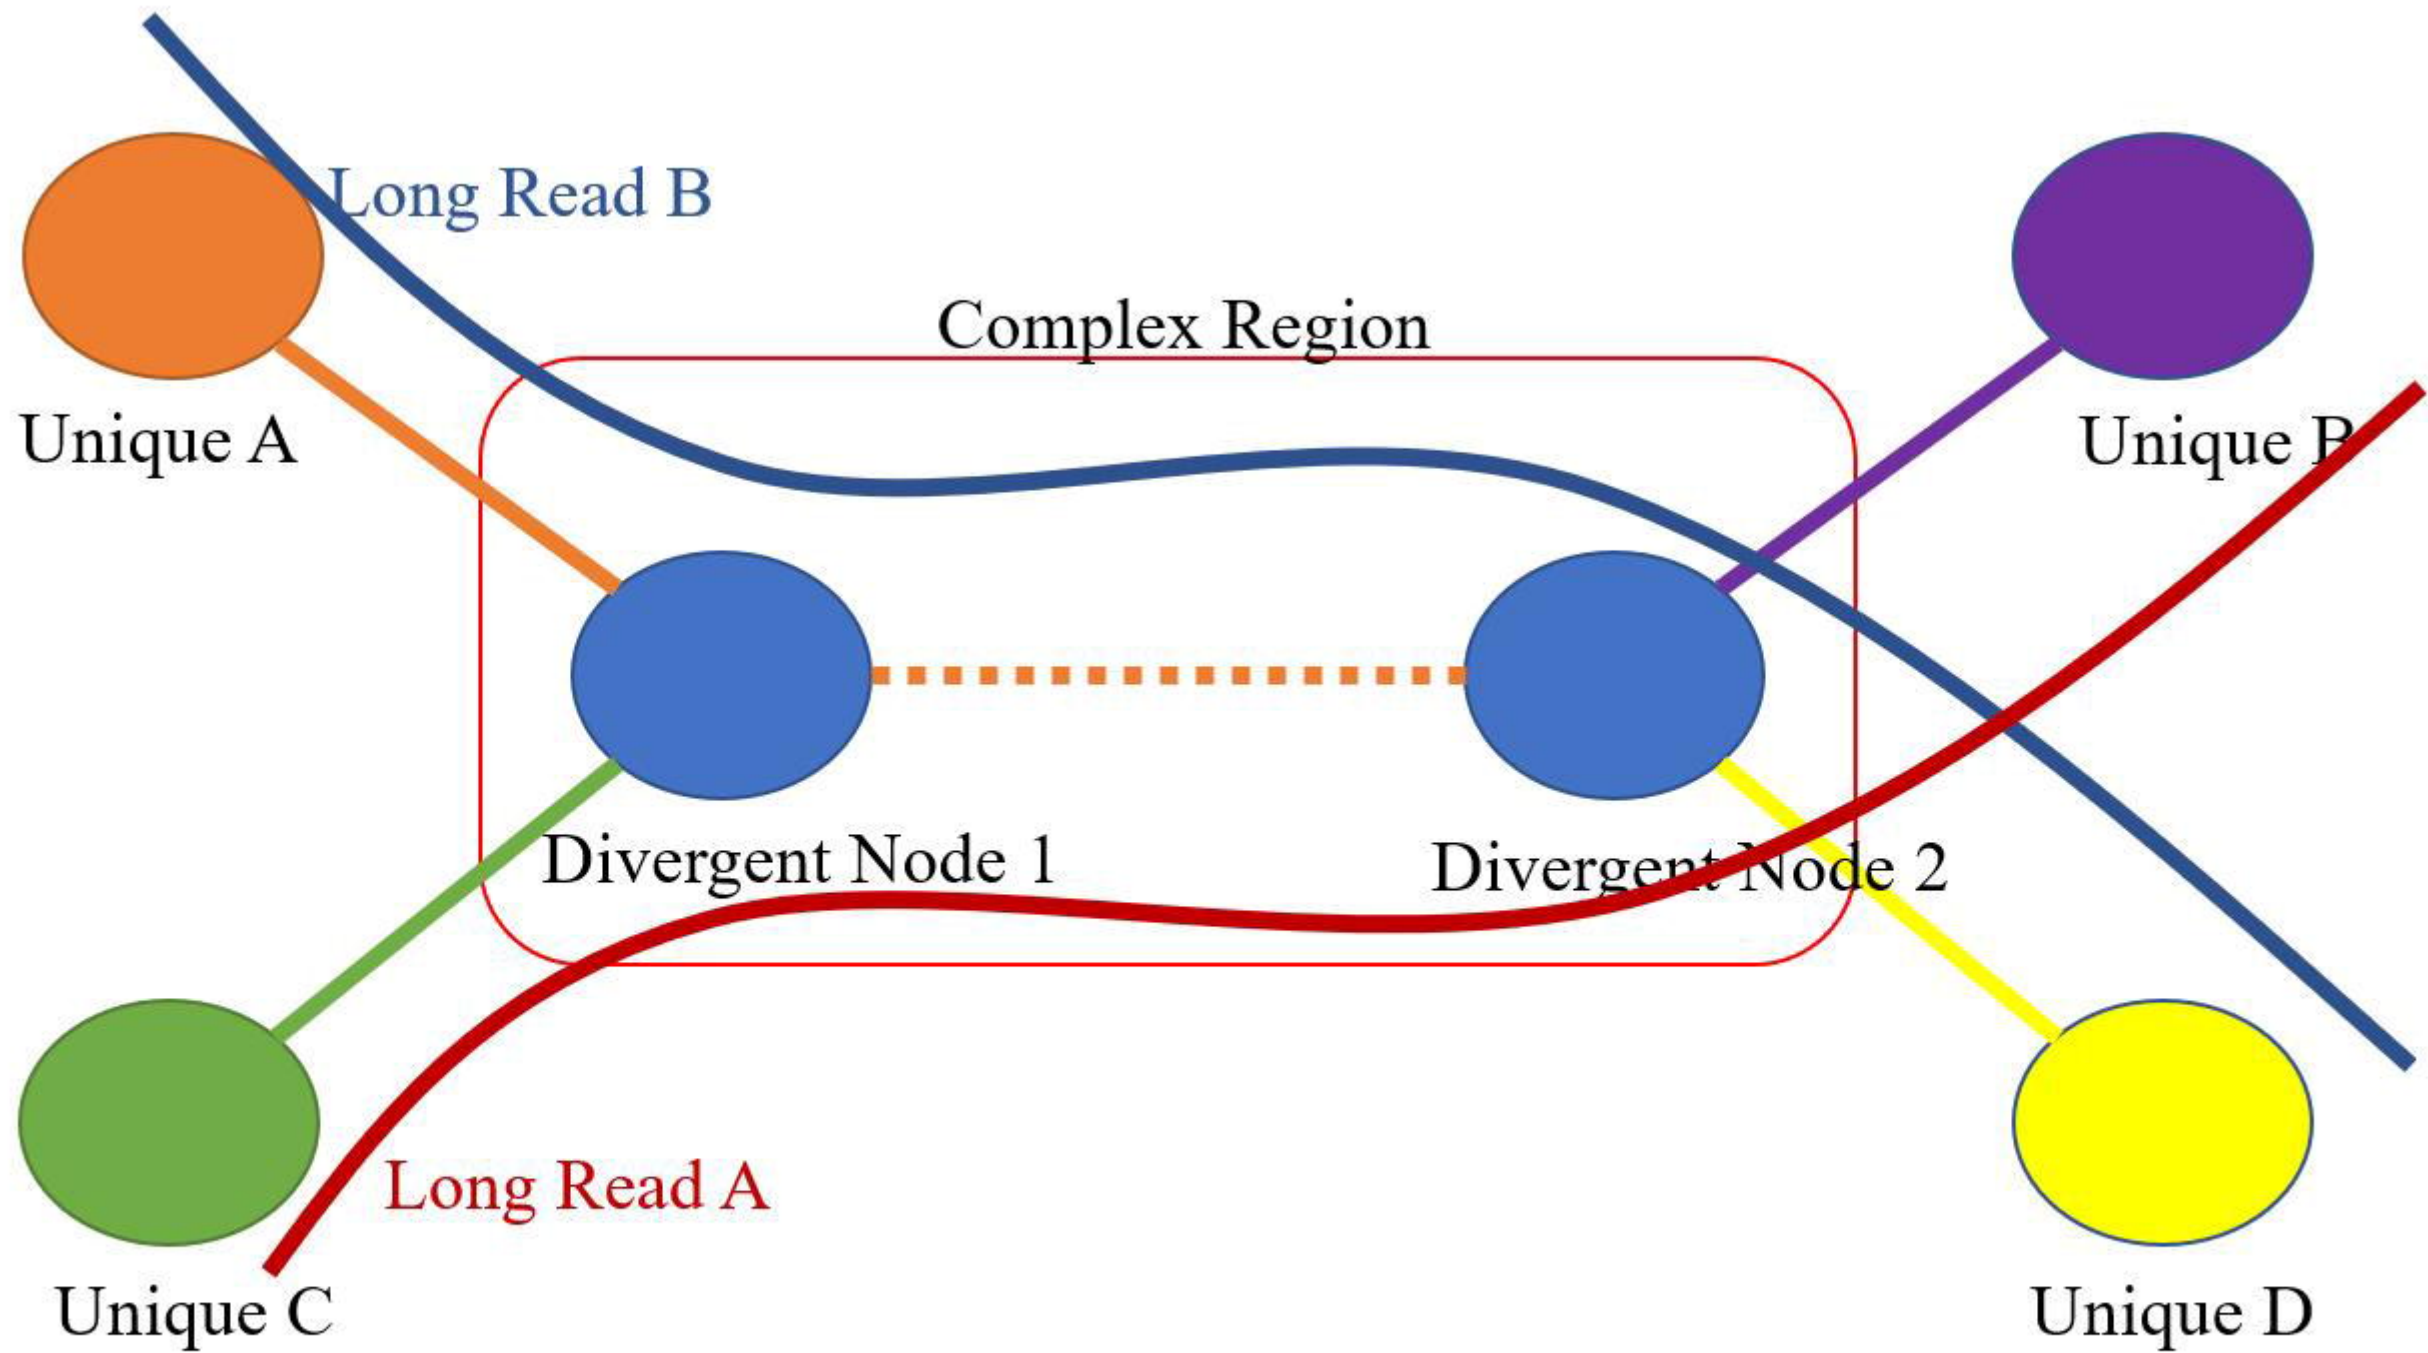 Long Read B
Complex Region
Unique A
Unique B
Divergent Node 1
Divergent Node 2
Long Read A
Unique C
Unique D